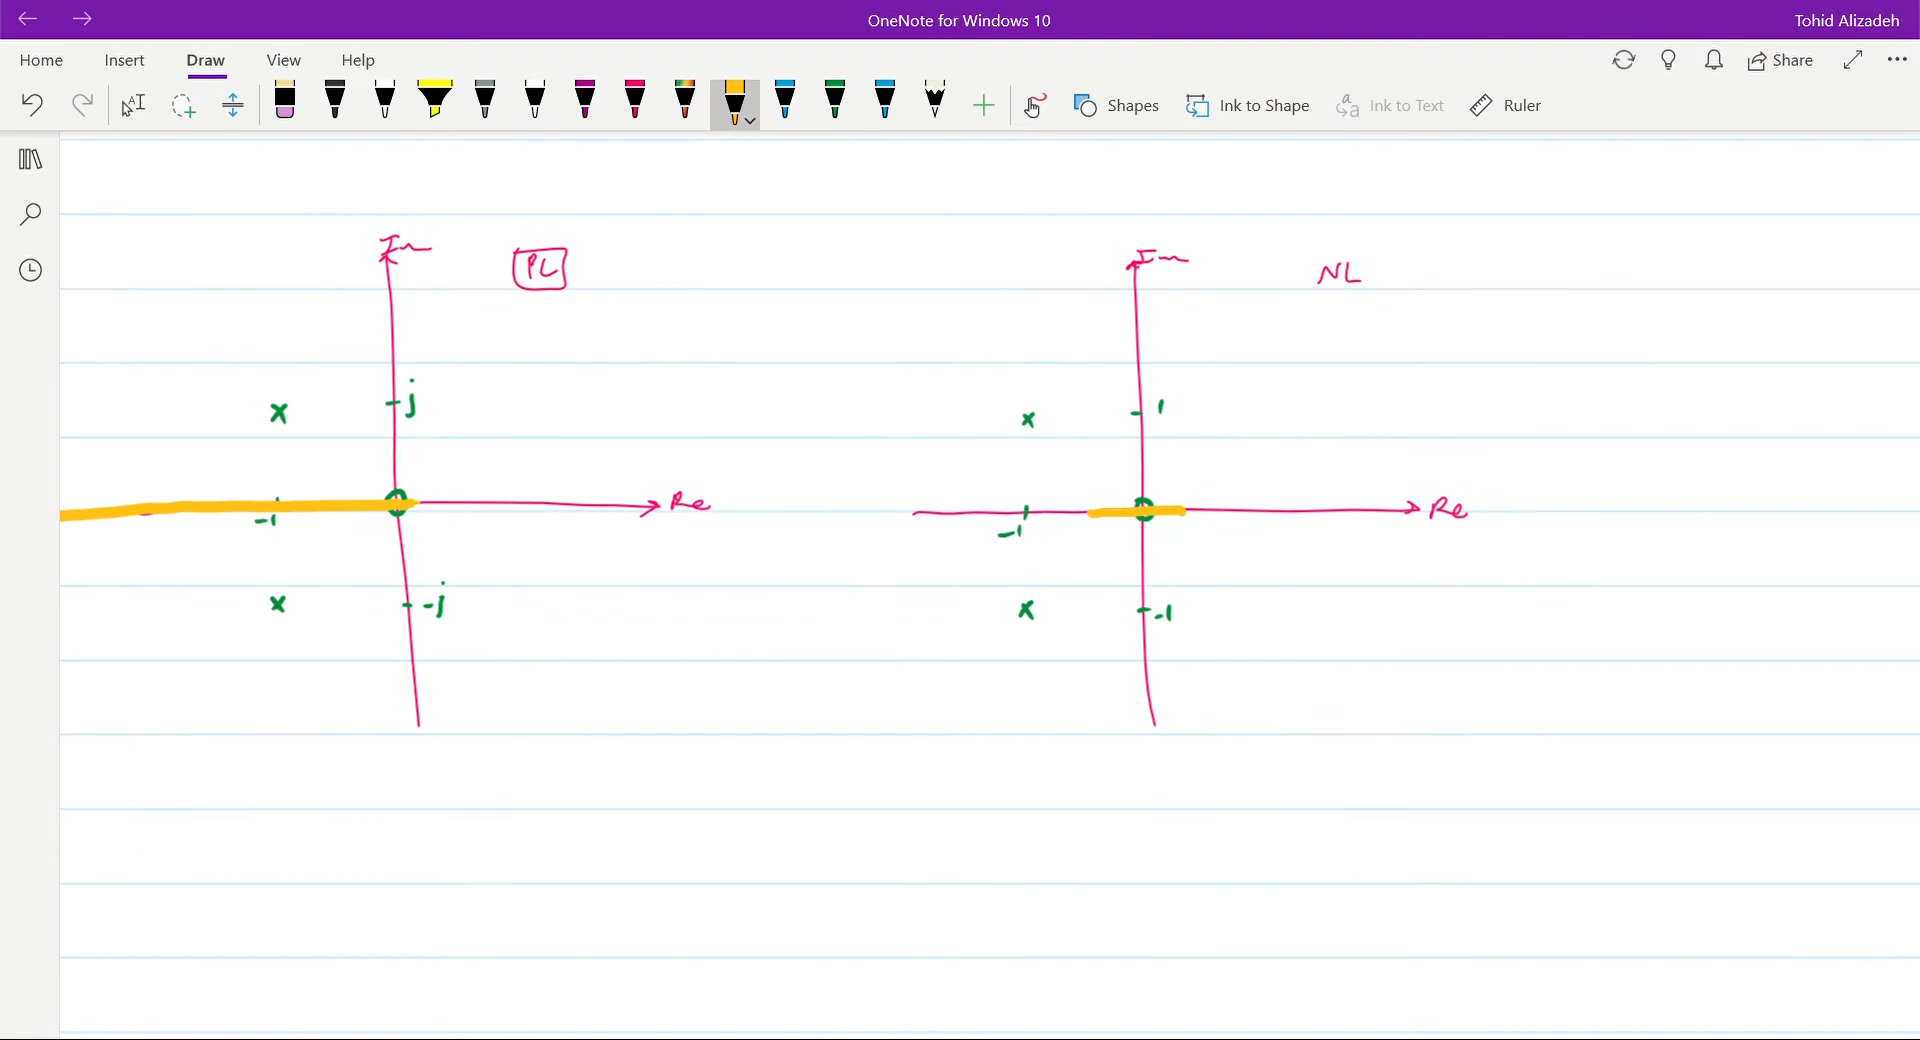 OneNote for Windows 10
Tohid Alizadeh
Home Insert Draw View Help
Share
Shapes
Ink to Shape
Ink to Text
Ruler
Im
PL
j
Re
-1
-j
Im
NL
1
Re
-1
-1